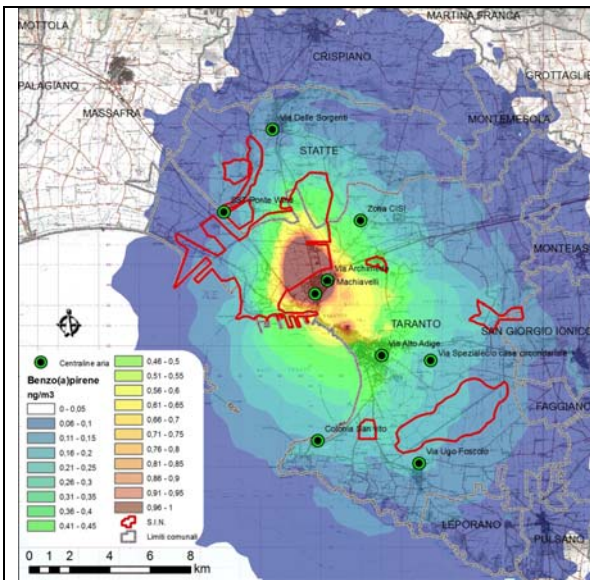 MOTTOLA
MARTINA FRANCA
CRISPIANO
GROTTAGLIE
PALAGIANO
MASSAFRA
MONTEMESOLA
Via Delle Sorgenti
STATTE
SS7 Ponte Wind
Zona CISI
MONTEIASI
Via Archimede
Machiavelli
TARANTO
SAN GIORGIO IONICO
Via Alto Adige
Via Speziale c/o casa circondariale
FAGGIANO
Colonia San Vito
Via Ugo Foscolo
LEPORANO
PULSANO
Centraline aria
Benzo(a)pirene
ng/m3
0 - 0,05
0,06 - 0,1
0,11 - 0,15
0,16 - 0,2
0,21 - 0,25
0,26 - 0,3
0,31 - 0,35
0,36 - 0,4
0,41 - 0,45
0,46 - 0,5
0,51 - 0,55
0,56 - 0,6
0,61 - 0,65
0,66 - 0,7
0,71 - 0,75
0,76 - 0,8
0,81 - 0,85
0,86 - 0,9
0,91 - 0,95
0,96 - 1
S.I.N.
Limiti comunali
0 2 4 6 8
km